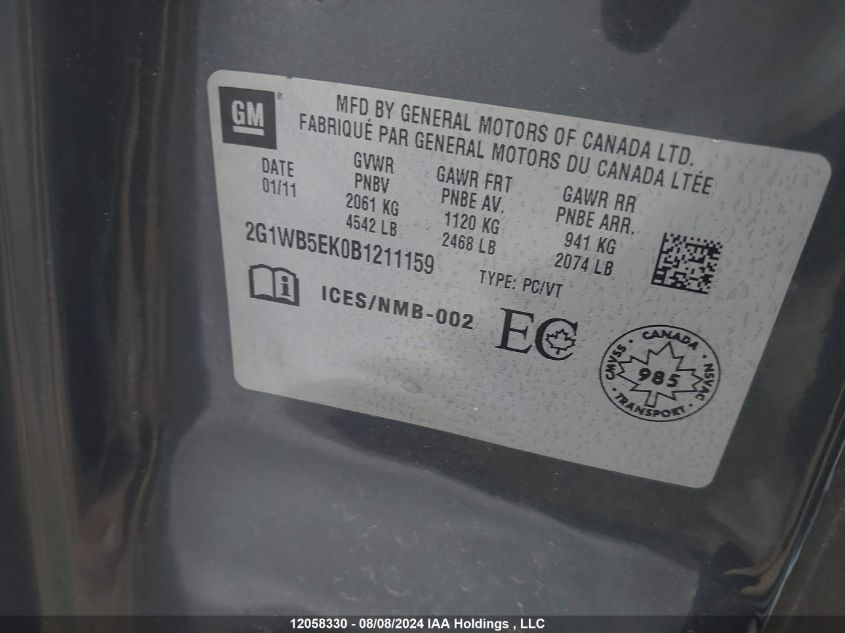 GM®
MFD BY GENERAL MOTORS OF CANADA LTD.
FABRIQUÉ PAR GENERAL MOTORS DU CANADA LTÉE
DATE
01/11
GVWR
PNBV
2061 KG
4542 LB
GAWR FRT
PNBE AV.
1120 KG
2468 LB
GAWR RR
PNBE ARR.
941 KG
2074 LB
2G1WB5EK0B1211159
TYPE: PC/VT
i
ICES/NMB-002
EC
CANADA
CMVSS · NSVAC
985
TRANSPORT
12058330 - 08/08/2024 IAA Holdings , LLC